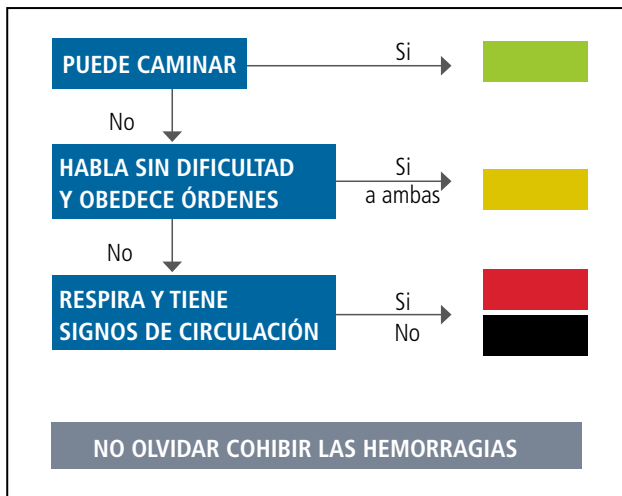 PUEDE CAMINAR
Si
No
HABLA SIN DIFICULTAD
Y OBEDECE ÓRDENES
Si
a ambas
No
RESPIRA Y TIENE
SIGNOS DE CIRCULACIÓN
Si
No
NO OLVIDAR COHIBIR LAS HEMORRAGIAS